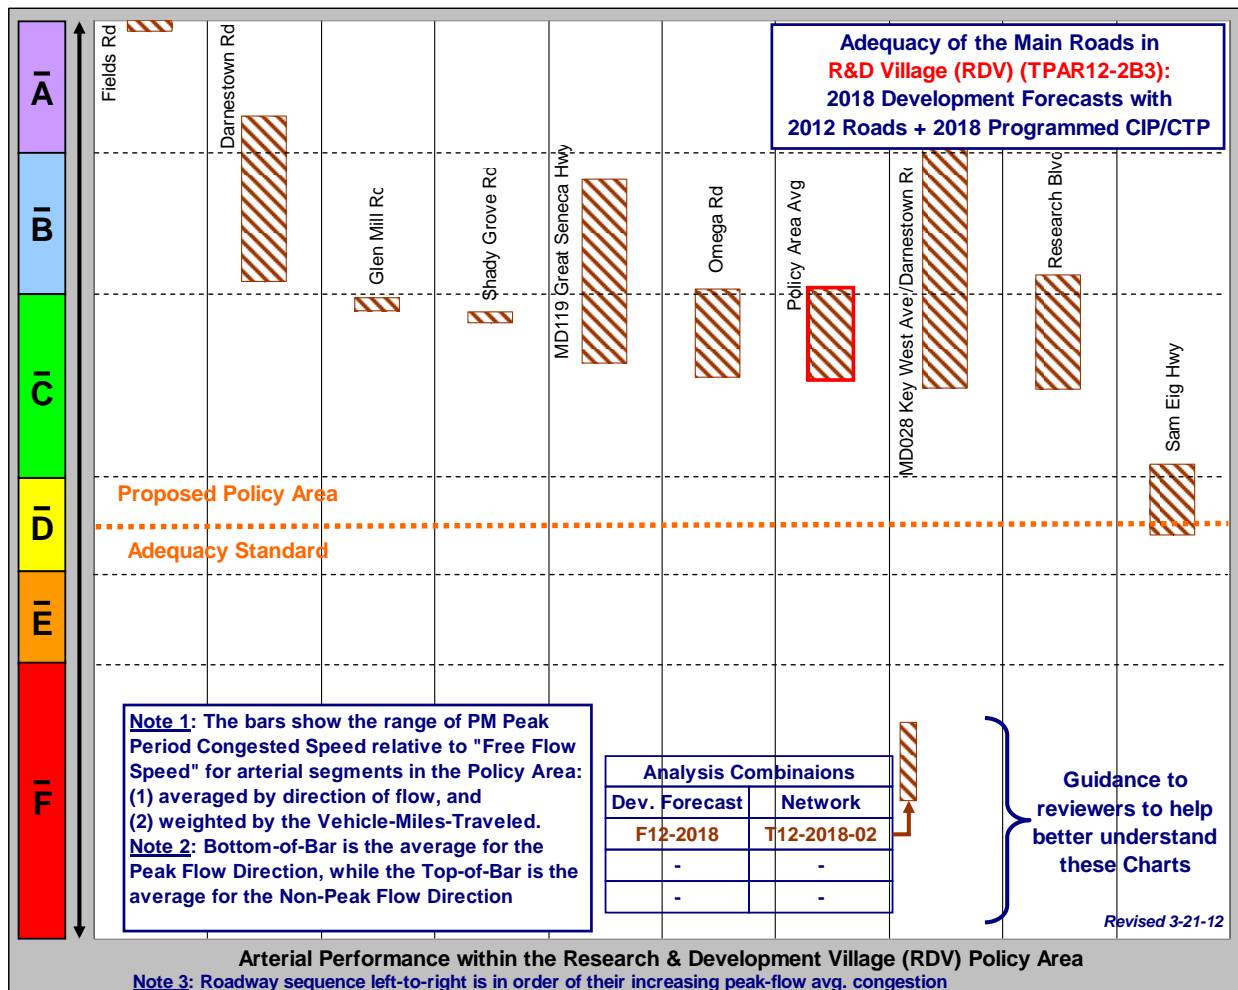 Adequacy of the Main Roads in
R&D Village (RDV) (TPAR12-2B3):
2018 Development Forecasts with
2012 Roads + 2018 Programmed CIP/CTP
A
B
C
D
E
F
Fields Rd
Darnestown Rd
Glen Mill Rd
Shady Grove Rd
MD119 Great Seneca Hwy
Omega Rd
Policy Area Avg
MD028 Key West Ave/Darnestown Rd
Research Blvd
Sam Eig Hwy
Proposed Policy Area
Adequacy Standard
Note 1: The bars show the range of PM Peak
Period Congested Speed relative to "Free Flow
Speed" for arterial segments in the Policy Area:
(1) averaged by direction of flow, and
(2) weighted by the Vehicle-Miles-Traveled.
Note 2: Bottom-of-Bar is the average for the
Peak Flow Direction, while the Top-of-Bar is the
average for the Non-Peak Flow Direction
Analysis Combinaions
Dev. Forecast Network
F12-2018 T12-2018-02
- -
- -
Guidance to
reviewers to help
better understand
these Charts
Revised 3-21-12
Arterial Performance within the Research & Development Village (RDV) Policy Area
Note 3: Roadway sequence left-to-right is in order of their increasing peak-flow avg. congestion